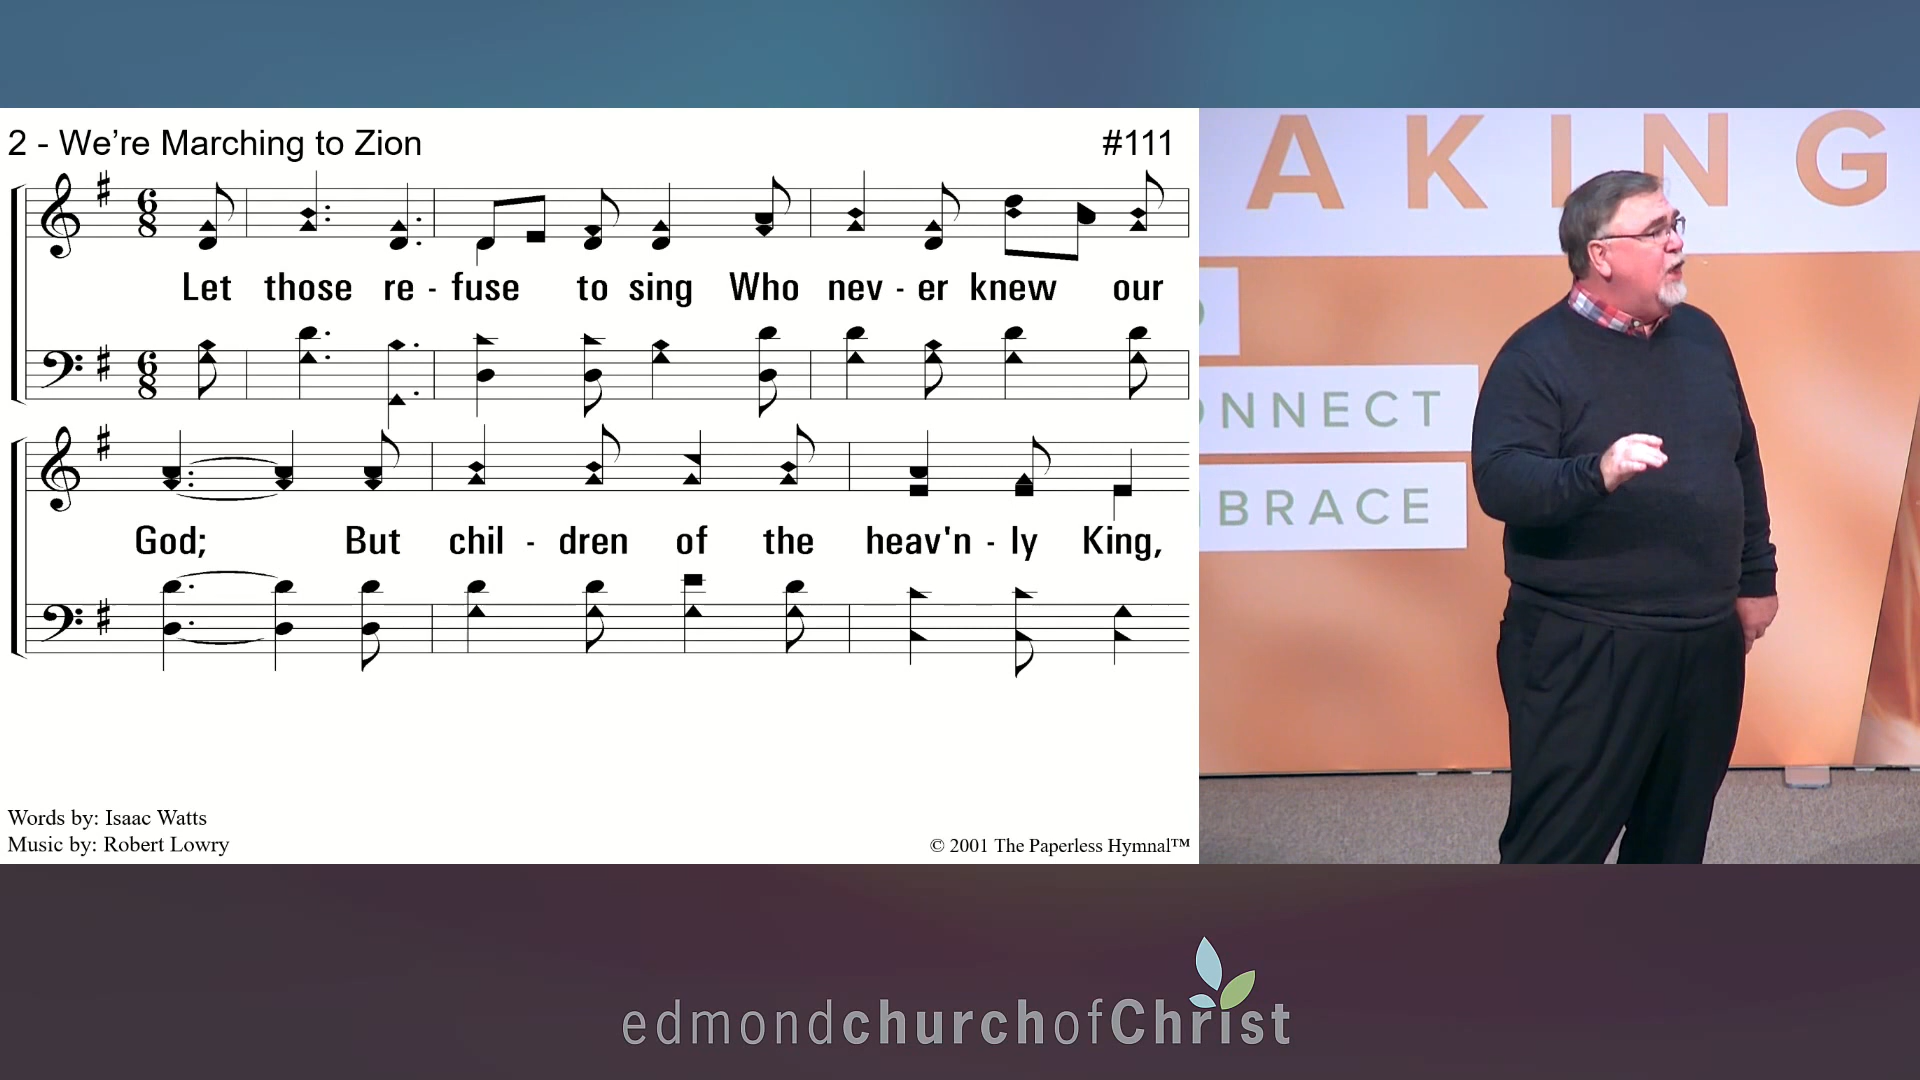 2 - We’re Marching to Zion
#111
Let those re - fuse to sing Who nev - er knew our
God; But chil - dren of the heav'n - ly King,
Words by: Isaac Watts
Music by: Robert Lowry
© 2001 The Paperless Hymnal™
AKING
NNECT
BRACE
edmondchurchofChrist